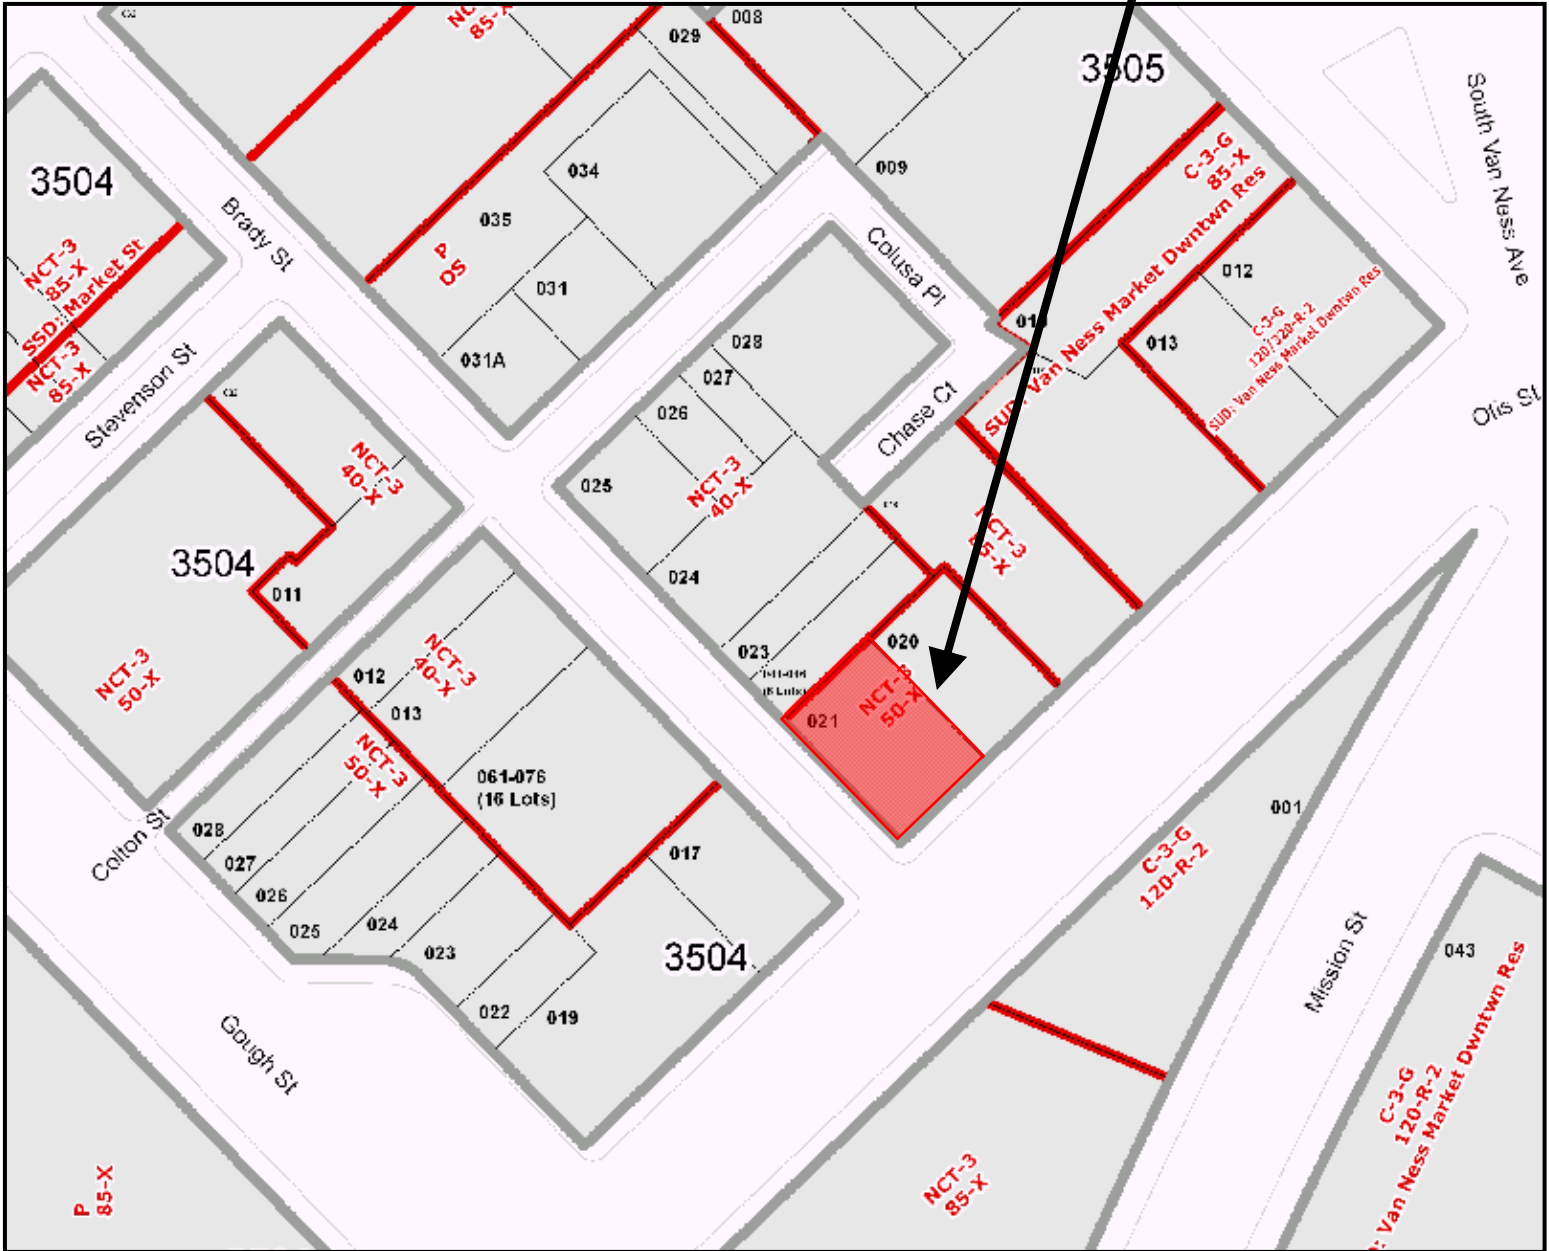 NCT-3
85-X
029
008
3505
3504
034
009
035
P
OS
031
031A
Brady St
NCT-3
85-X
SSD: Market St
NCT-3
85-X
Stevenson St
Colusa Pl
028
027
026
025
024
023
NCT-3
40-X
Chase Ct
C-3-G
85-X
SUD: Van Ness Market Dwntwn Res
012
013
C-3-G
120/320-R-2
SUD: Van Ness Market Dwntwn Res
South Van Ness Ave
Otis St
NCT-3
40-X
3504
011
NCT-3
50-X
NCT-3
85-X
020
021
NCT-3
50-X
012
013
NCT-3
40-X
NCT-3
50-X
061-076
(16 Lots)
028
027
026
025
024
023
022
019
017
3504
Colton St
Gough St
001
C-3-G
120-R-2
Mission St
043
C-3-G
120-R-2
: Van Ness Market Dwntwn Res
NCT-3
85-X
P
85-X